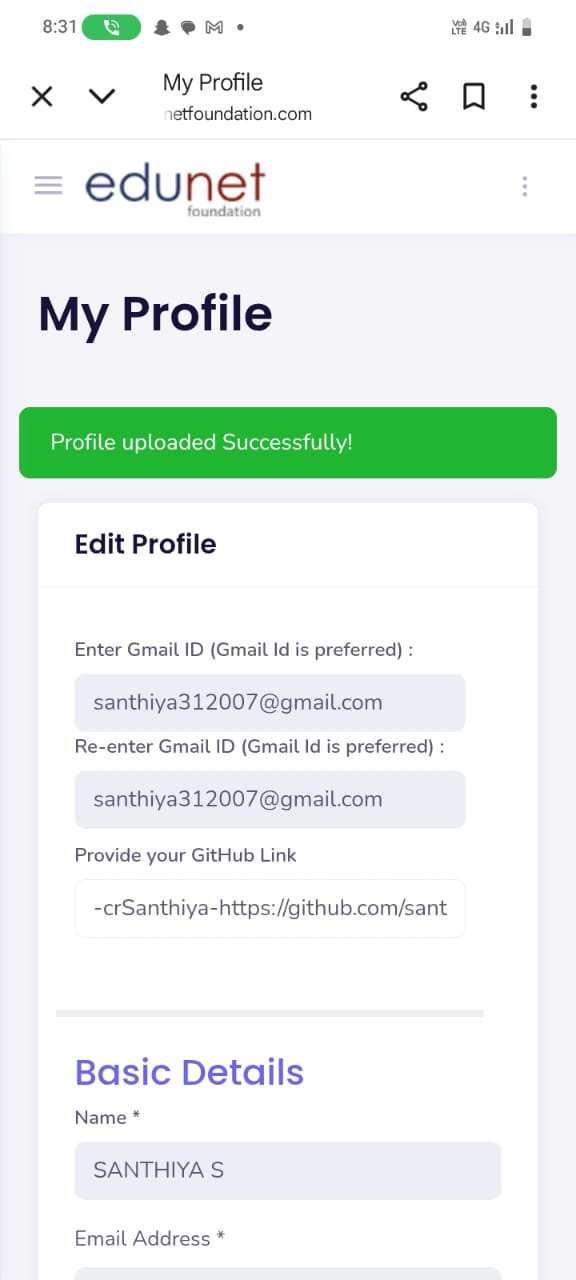 8:31
VoD LTE 4G
My Profile
netfoundation.com
edunet
foundation
My Profile
Profile uploaded Successfully!
Edit Profile
Enter Gmail ID (Gmail Id is preferred) :
santhiya312007@gmail.com
Re-enter Gmail ID (Gmail Id is preferred) :
santhiya312007@gmail.com
Provide your GitHub Link
-crSanthiya-https://github.com/sant
Basic Details
Name *
SANTHIYA S
Email Address *